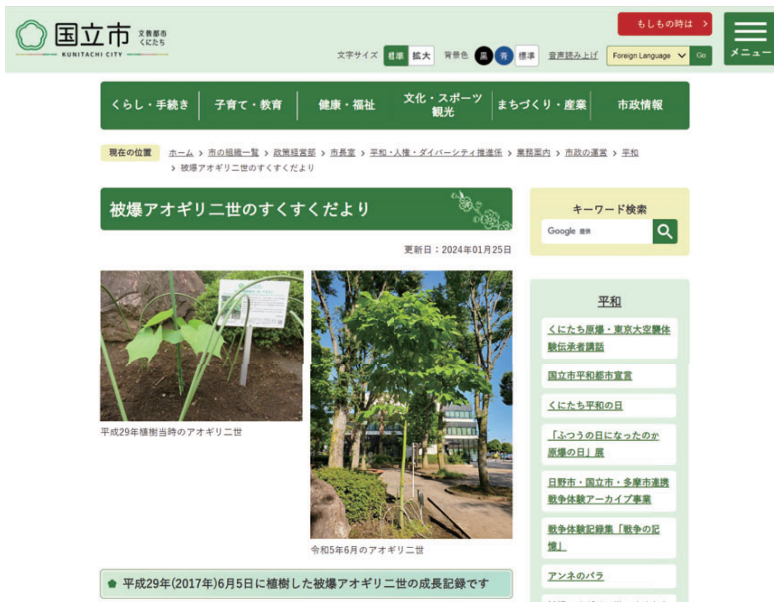 国立市
文教都市
くにたち
KUNITACHI CITY
もしもの時は
メニュー
文字サイズ 標準 拡大 背景色 黒 青 標準 音声読み上げ Foreign Language Go
くらし・手続き
子育て・教育
健康・福祉
文化・スポーツ
観光
まちづくり・産業
市政情報
現在の位置 ホーム > 市の組織一覧 > 政策経営部 > 市長室 > 平和・人権・ダイバーシティ推進係 > 業務案内 > 市政の運営 > 平和
> 被爆アオギリ二世のすくすくだより
被爆アオギリ二世のすくすくだより
更新日：2024年01月25日
平成29年植樹当時のアオギリ二世
令和5年6月のアオギリ二世
平成29年(2017年)6月5日に植樹した被爆アオギリ二世の成長記録です
キーワード検索
Google 提供
平和
くにたち原爆・東京大空襲体
験伝承者講話
国立市平和都市宣言
くにたち平和の日
「ふつうの日になったのか
原爆の日」展
日野市・国立市・多摩市連携
戦争体験アーカイブ事業
戦争体験記録集「戦争の記
憶」
アンネのバラ